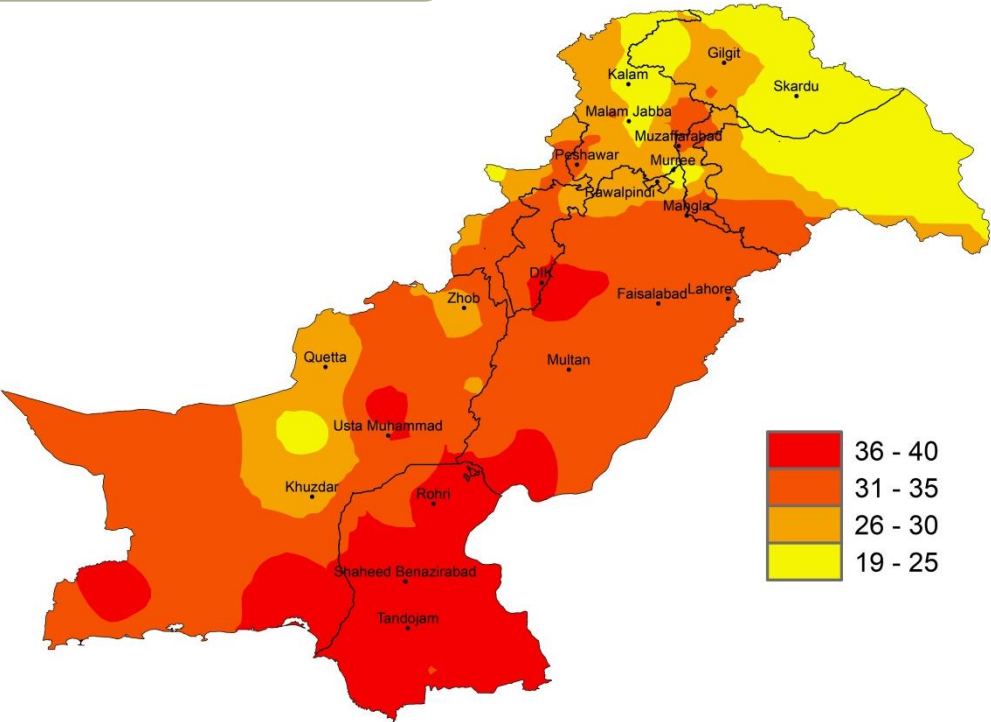 Gilgit
Kalam
Skardu
Malam Jabba
Muzaffarabad
Peshawar
Murree
Rawalpindi
Mangla
DIK
Zhob
Faisalabad
Lahore
Quetta
Multan
Usta Muhammad
Khuzdar
Rohri
Shaheed Benazirabad
Tandojam
36 - 40
31 - 35
26 - 30
19 - 25